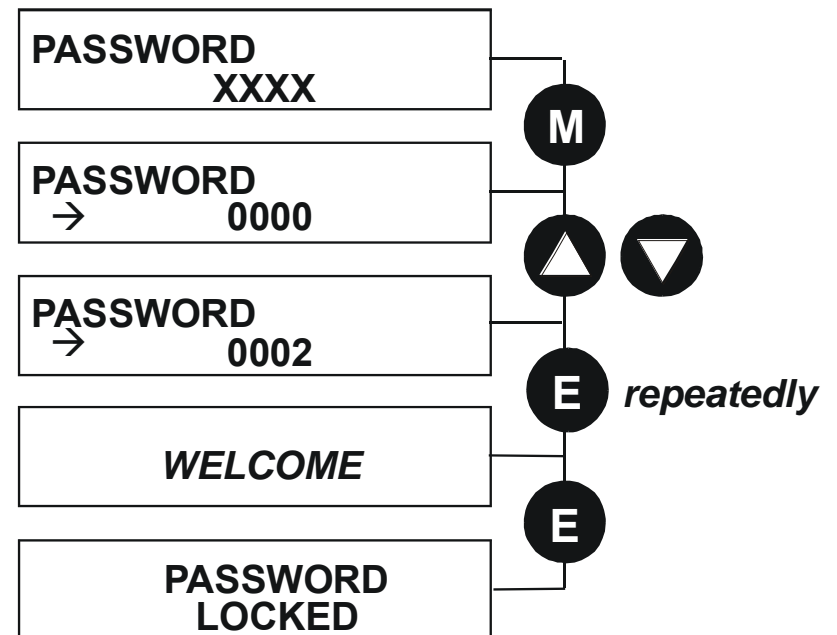 PASSWORD
XXXX
M
PASSWORD
→ 0000
PASSWORD
→ 0002
E repeatedly
WELCOME
E
PASSWORD
LOCKED